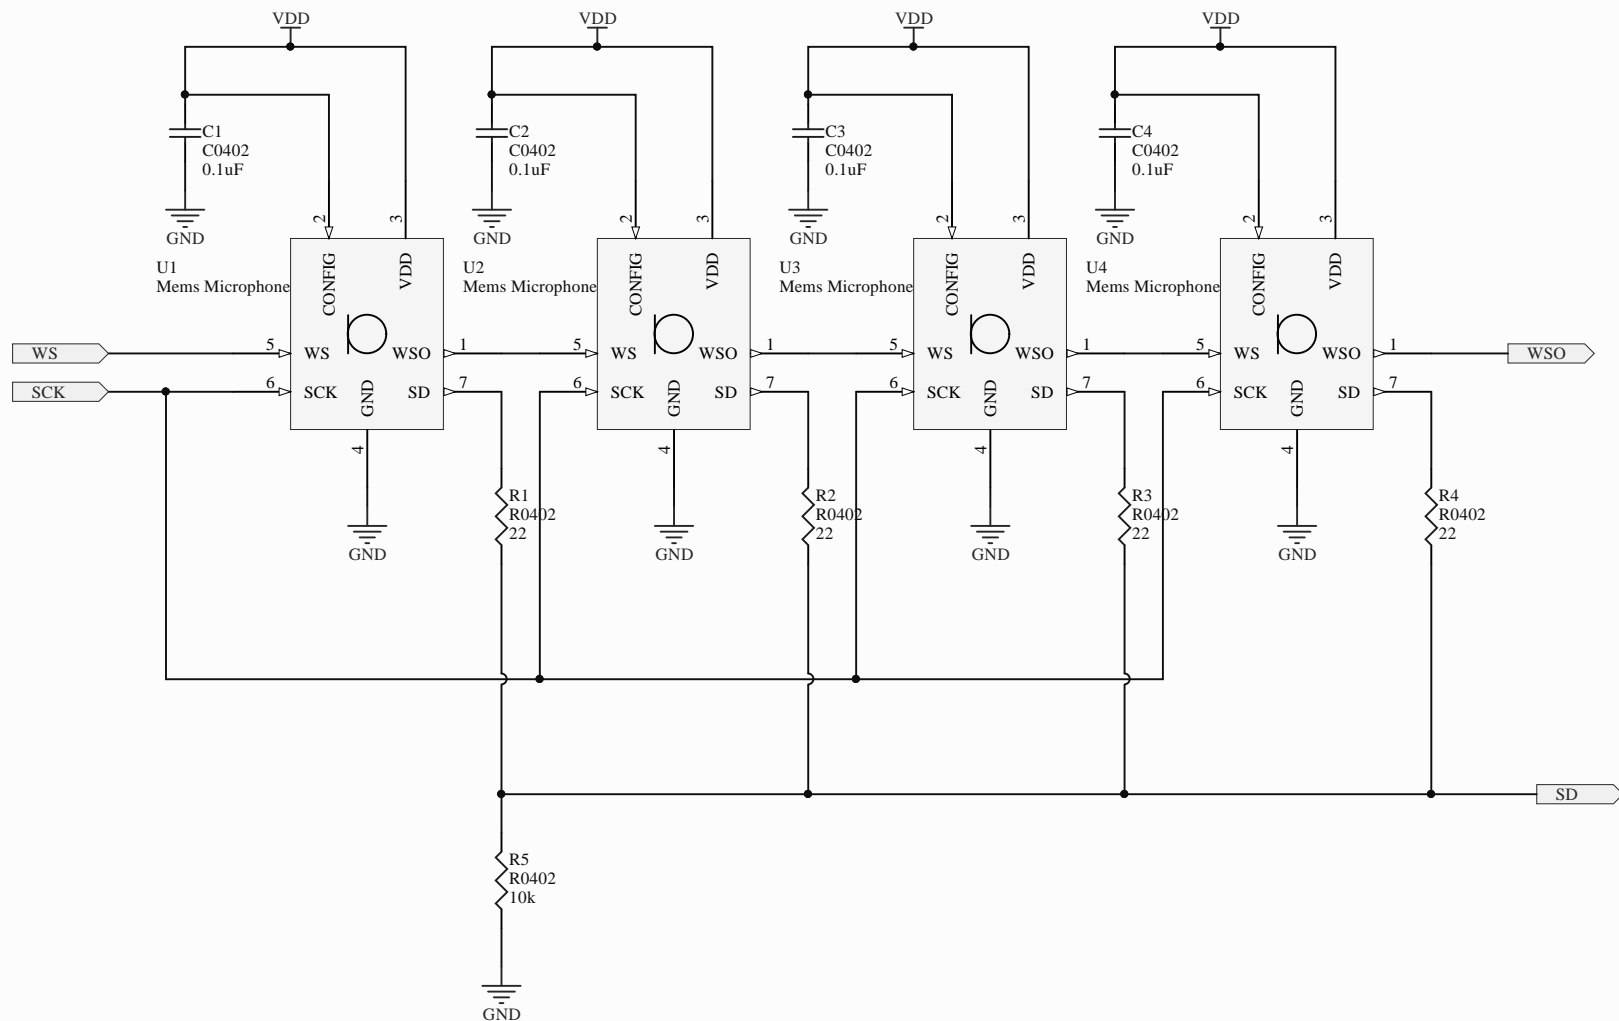 VDD
VDD
VDD
VDD
C1
C0402
0.1uF
C2
C0402
0.1uF
C3
C0402
0.1uF
C4
C0402
0.1uF
GND
GND
GND
GND
2
3
2
3
2
3
2
3
U1
Mems Microphone
CONFIG
VDD
WS
WSO
SCK
SD
GND
5
6
1
7
4
U2
Mems Microphone
CONFIG
VDD
WS
WSO
SCK
SD
GND
5
6
1
7
4
U3
Mems Microphone
CONFIG
VDD
WS
WSO
SCK
SD
GND
5
6
1
7
4
U4
Mems Microphone
CONFIG
VDD
WS
WSO
SCK
SD
GND
5
6
1
7
4
WS
SCK
WSO
R1
R0402
22
R2
R0402
22
R3
R0402
22
R4
R0402
22
GND
GND
GND
GND
SD
R5
R0402
10k
GND